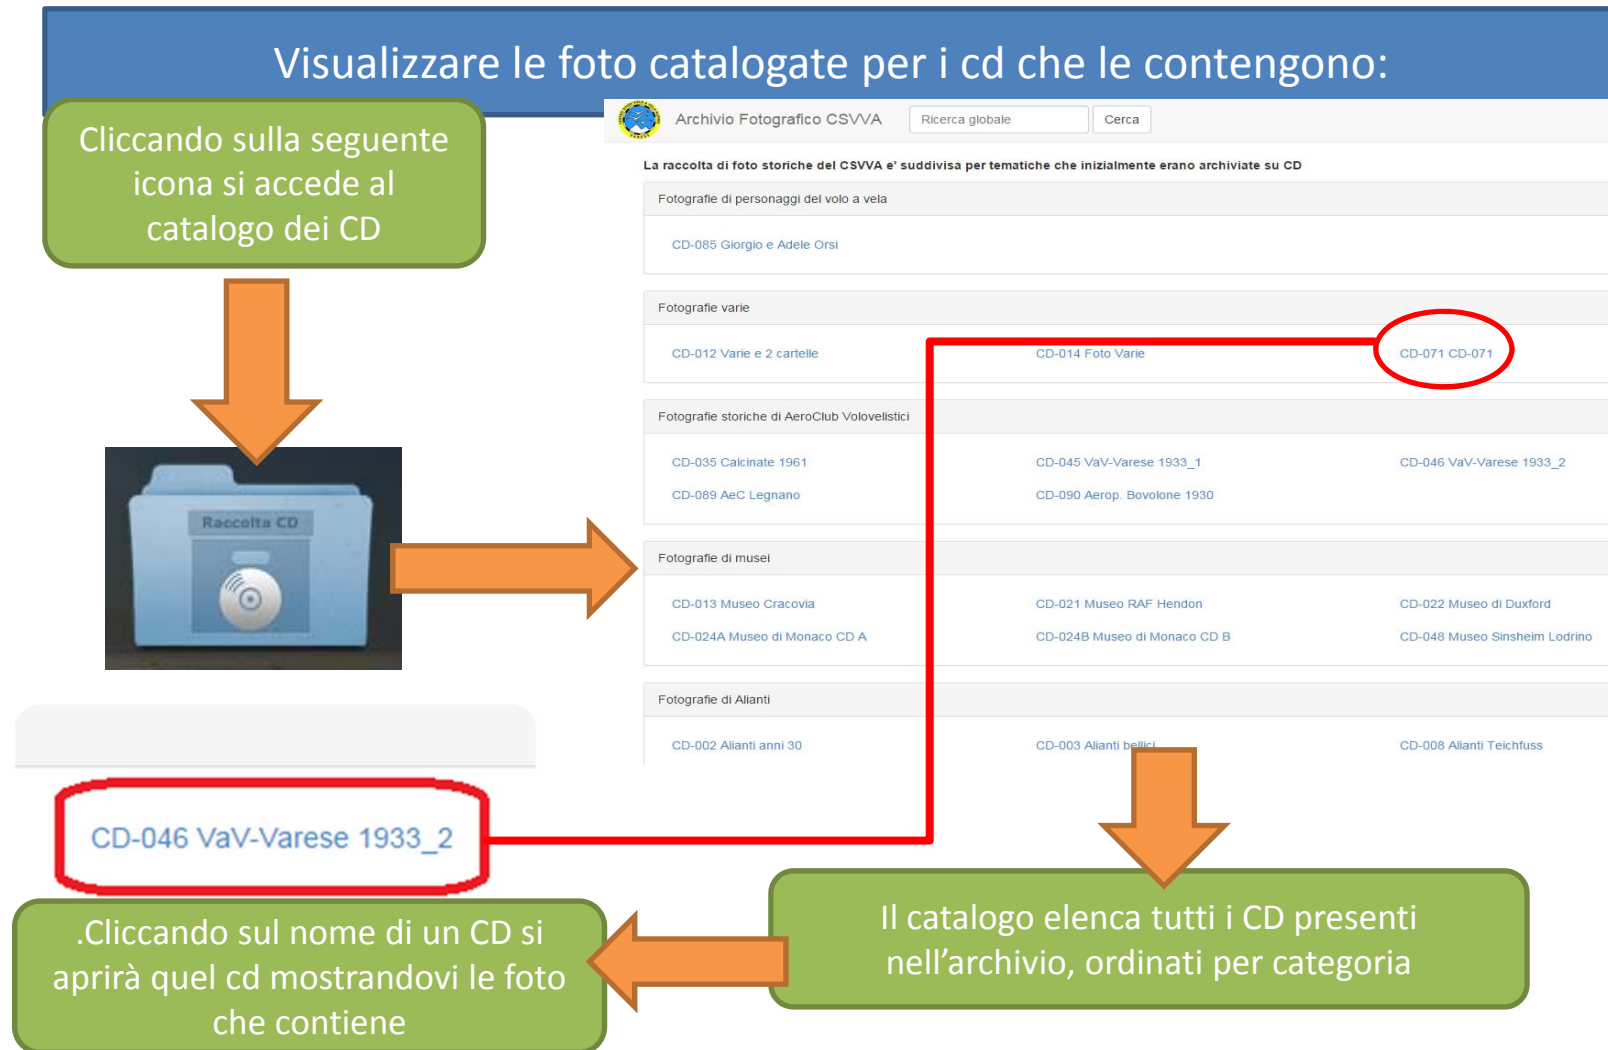 Visualizzare le foto catalogate per i cd che le contengono:
Cliccando sulla seguente
icona si accede al
catalogo dei CD
Archivio Fotografico CSVVA
Ricerca globale
Cerca
La raccolta di foto storiche del CSVVA e' suddivisa per tematiche che inizialmente erano archiviate su CD
Fotografie di personaggi del volo a vela
CD-085 Giorgio e Adele Orsi
Fotografie varie
CD-012 Varie e 2 cartelle
CD-014 Foto Varie
CD-071 CD-071
Fotografie storiche di AeroClub Volovelistici
CD-035 Calcinate 1961
CD-045 VaV-Varese 1933_1
CD-046 VaV-Varese 1933_2
CD-089 AeC Legnano
CD-090 Aerop. Bovolone 1930
Fotografie di musei
CD-013 Museo Cracovia
CD-021 Museo RAF Hendon
CD-022 Museo di Duxford
CD-024A Museo di Monaco CD A
CD-024B Museo di Monaco CD B
CD-048 Museo Sinsheim Lodrino
Fotografie di Alianti
CD-002 Alianti anni 30
CD-003 Alianti bellici
CD-008 Alianti Teichfuss
Raccolta CD
CD-046 VaV-Varese 1933_2
Il catalogo elenca tutti i CD presenti
nell’archivio, ordinati per categoria
.Cliccando sul nome di un CD si
aprirà quel cd mostrandovi le foto
che contiene